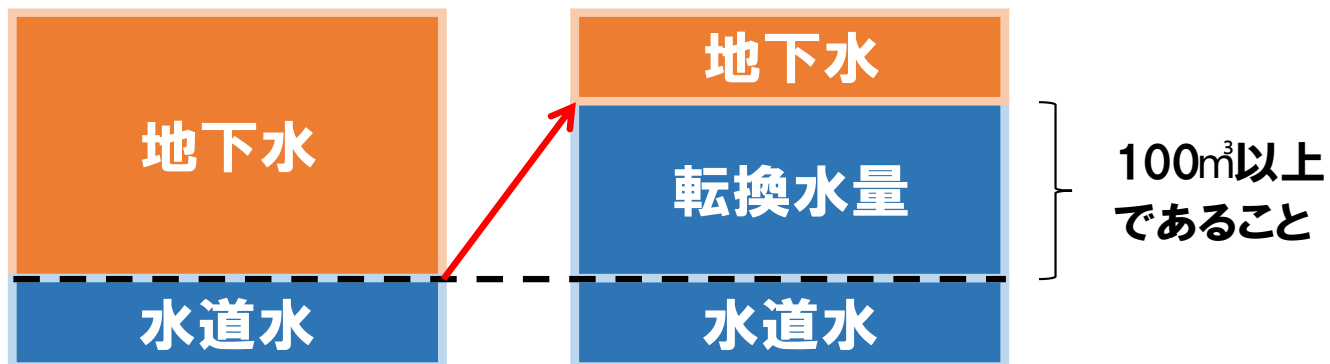 地下水
水道水
地下水
転換水量
水道水
100㎥以上
であること